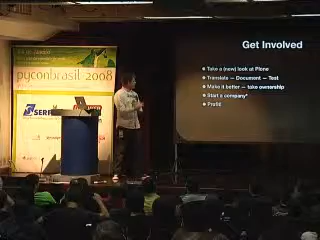 pyconbrasil 2008
SERPRO
Get Involved
Take a (new) look at Plone
Translate — Document — Test
Make it better — take ownership
Start a company*
Profit!